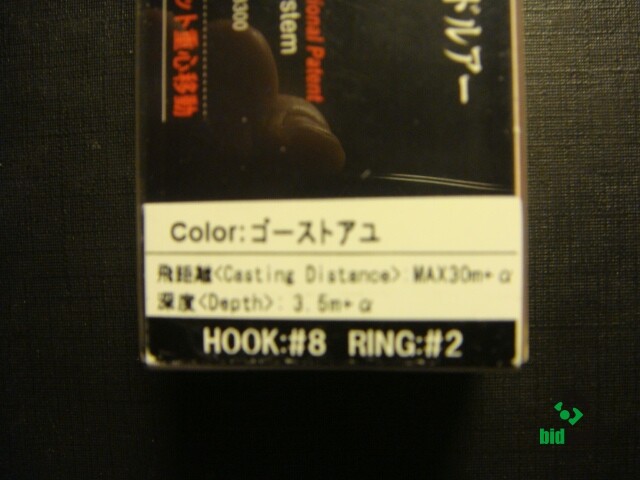 ドルアー
ional Patent
stem
300
ット重心移動
Color:ゴーストアユ
飛距離<Casting Distance> MAX30m+α
深度<Depth>: 3.5m+α
HOOK:#8 RING:#2
bid